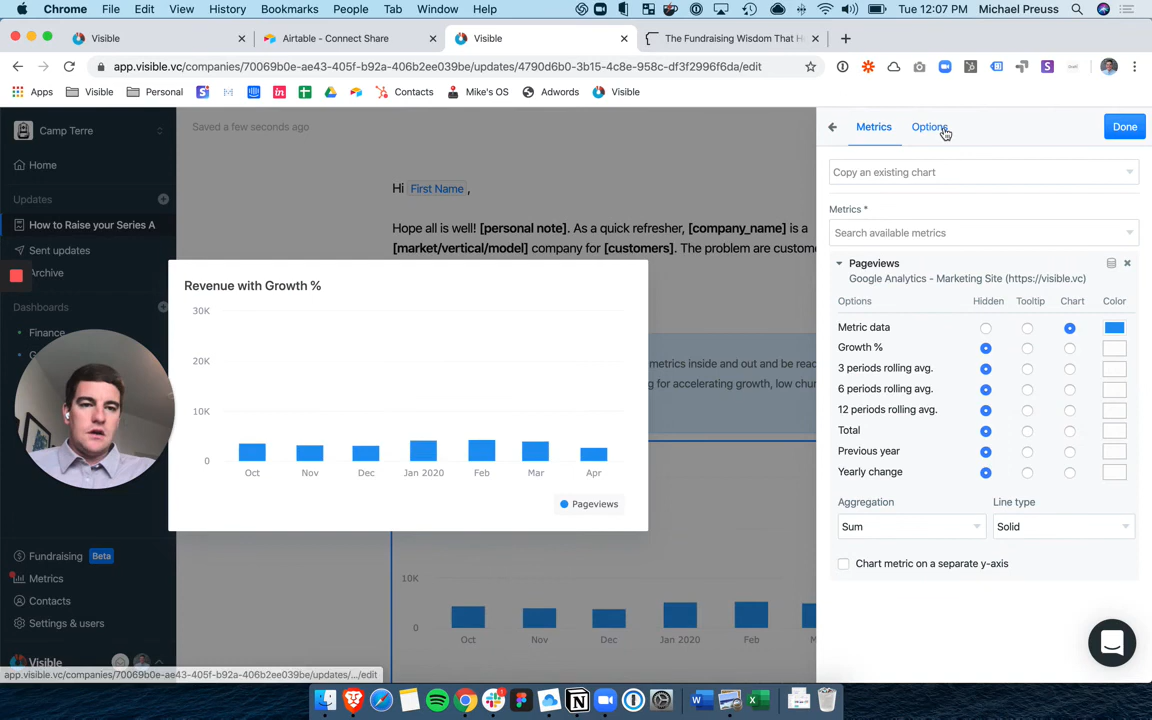 Chrome File Edit View History Bookmarks People Tab Window Help Tue 12:07 PM Michael Preuss
Visible Airtable - Connect Share Visible The Fundraising Wisdom That H
app.visible.vc/companies/70069b0e-ae43-405f-b92a-406b2ee039be/updates/4790d6b0-3b15-4c8e-958c-df3f2996f6da/edit
Apps Visible Personal Contacts Mike's OS Adwords Visible
Camp Terre
Home
Updates
How to Raise your Series A
Sent updates
Archive
Dashboards
Finance
Fundraising Beta
Metrics
Contacts
Settings & users
Visible
app.visible.vc/companies/70069b0e-ae43-405f-b92a-406b2ee039be/updates/.../edit
Saved a few seconds ago
Hi First Name ,
Hope all is well! [personal note]. As a quick refresher, [company_name] is a
[market/vertical/model] company for [customers]. The problem are custome
metrics inside and out and be reac
g for accelerating growth, low chur
Revenue with Growth %
30K
20K
10K
0
Oct Nov Dec Jan 2020 Feb Mar Apr
Pageviews
10K
0
Oct Nov Dec Jan 2020 Feb M
Metrics Options Done
Copy an existing chart
Metrics *
Search available metrics
Pageviews
Google Analytics - Marketing Site (https://visible.vc)
Options Hidden Tooltip Chart Color
Metric data
Growth %
3 periods rolling avg.
6 periods rolling avg.
12 periods rolling avg.
Total
Previous year
Yearly change
Aggregation Line type
Sum Solid
Chart metric on a separate y-axis